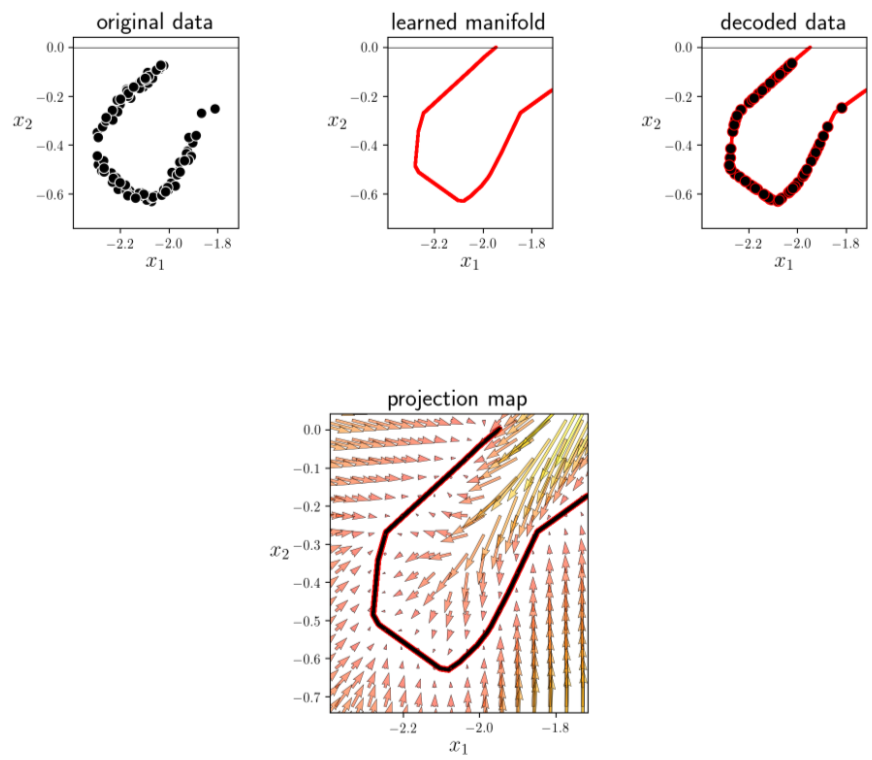 original data
learned manifold
decoded data
0.0
−0.2
−0.4
−0.6
x₂
−2.2 −2.0 −1.8
x₁
0.0
−0.2
−0.4
−0.6
x₂
−2.2 −2.0 −1.8
x₁
0.0
−0.2
−0.4
−0.6
x₂
−2.2 −2.0 −1.8
x₁
projection map
0.0
−0.1
−0.2
−0.3
−0.4
−0.5
−0.6
−0.7
x₂
−2.2 −2.0 −1.8
x₁